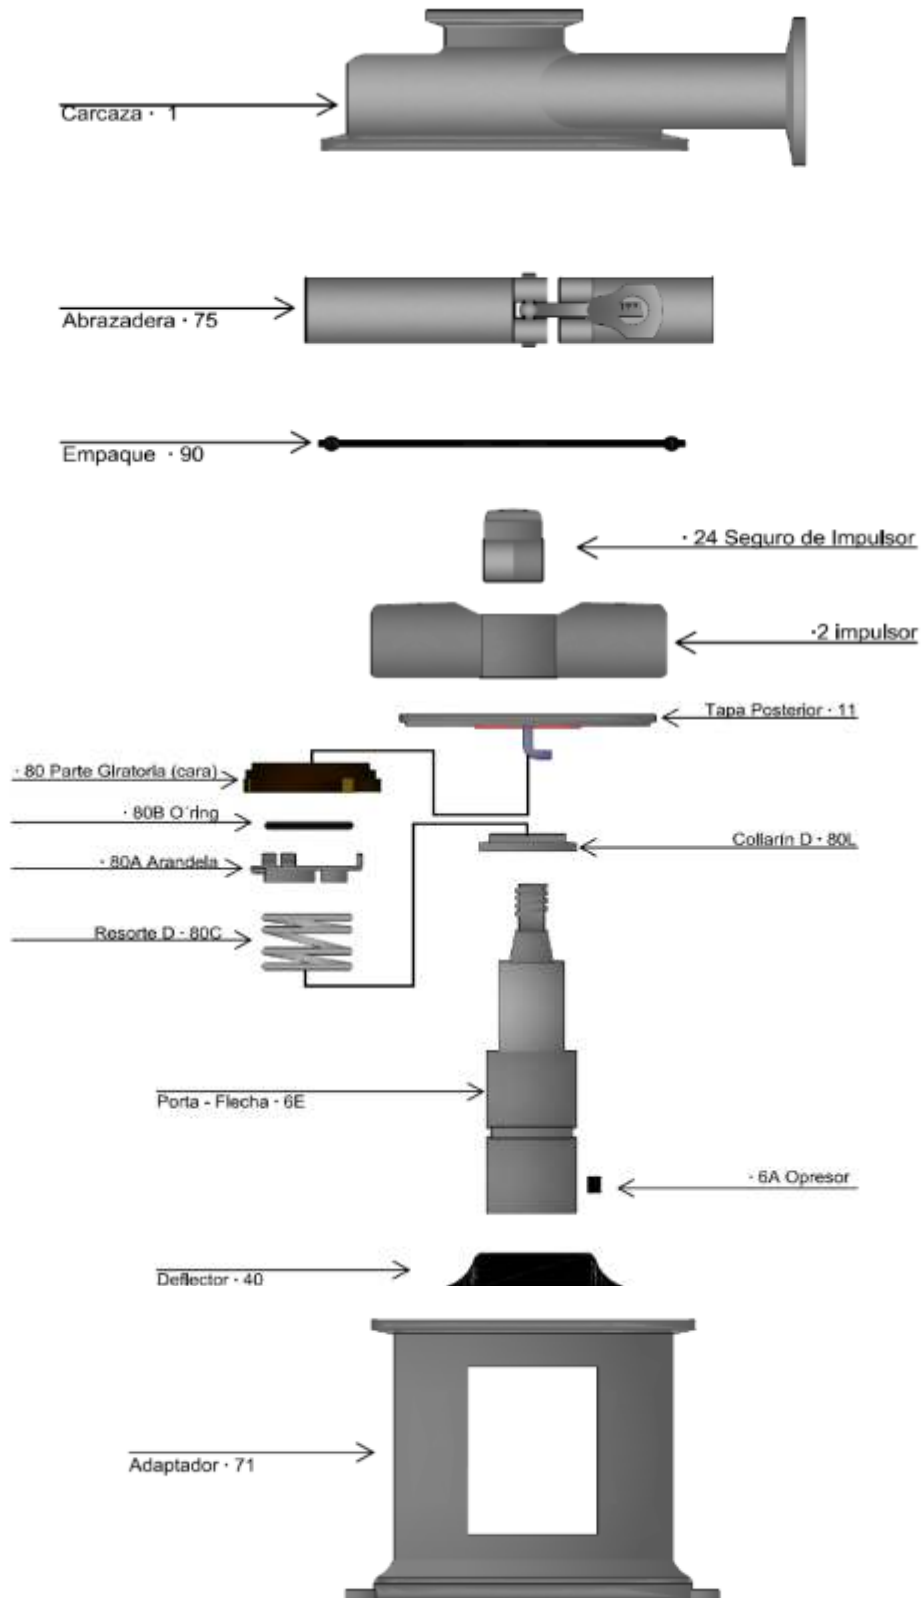 Carcaza · 1
Abrazadera · 75
Empaque · 90
· 24 Seguro de Impulsor
·2 impulsor
Tapa Posterior · 11
· 80 Parte Giratoria (cara)
· 80B O´ring
Collarín D · 80L
· 80A Arandela
Resorte D · 80C
Porta - Flecha · 6E
· 6A Opresor
Deflector · 40
Adaptador · 71